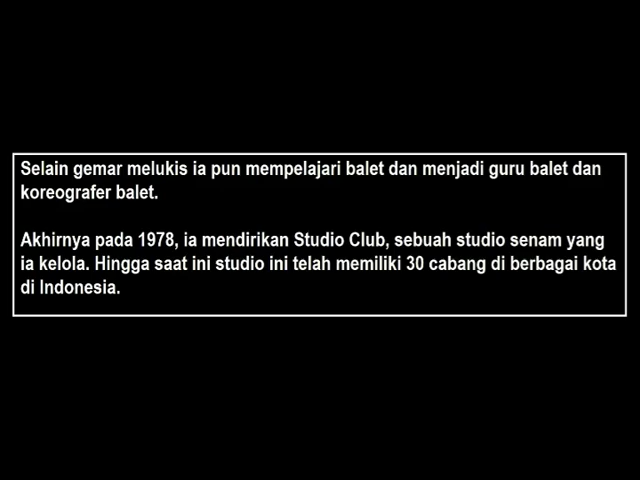 Selain gemar melukis ia pun mempelajari balet dan menjadi guru balet dan
koreografer balet.
Akhirnya pada 1978, ia mendirikan Studio Club, sebuah studio senam yang
ia kelola. Hingga saat ini studio ini telah memiliki 30 cabang di berbagai kota
di Indonesia.